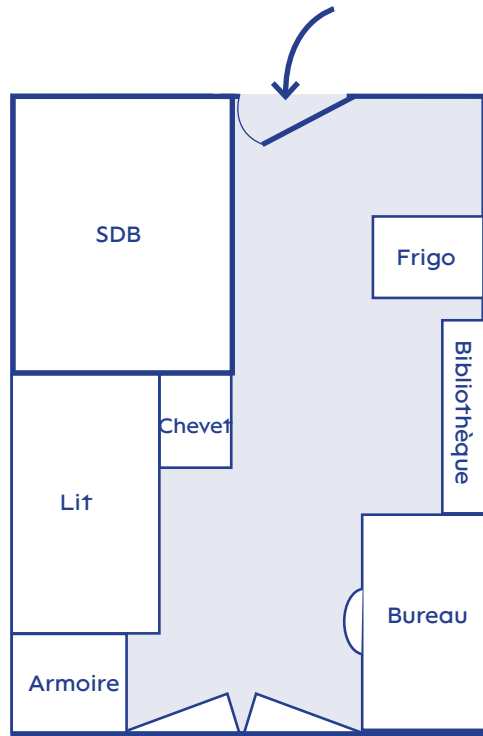 SDB
Frigo
Bibliothèque
Chevet
Lit
Bureau
Armoire